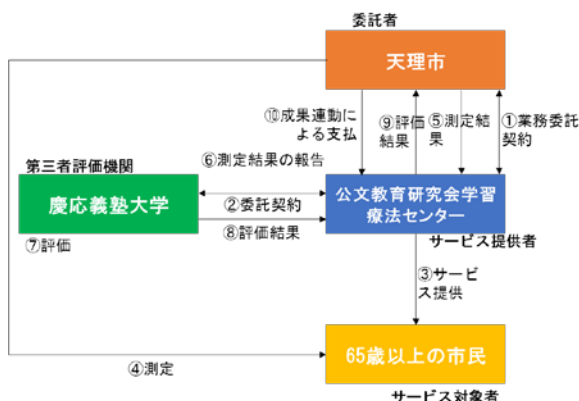 委託者
天理市
⑩成果連動に
よる支払
⑨評価
結果
⑤測定結
果
①業務委託
契約
⑥測定結果の報告
第三者評価機関
慶応義塾大学
②委託契約
⑧評価結果
⑦評価
公文教育研究会学習
療法センター
サービス提供者
③サービ
ス提供
65歳以上の市民
④測定
サービス対象者